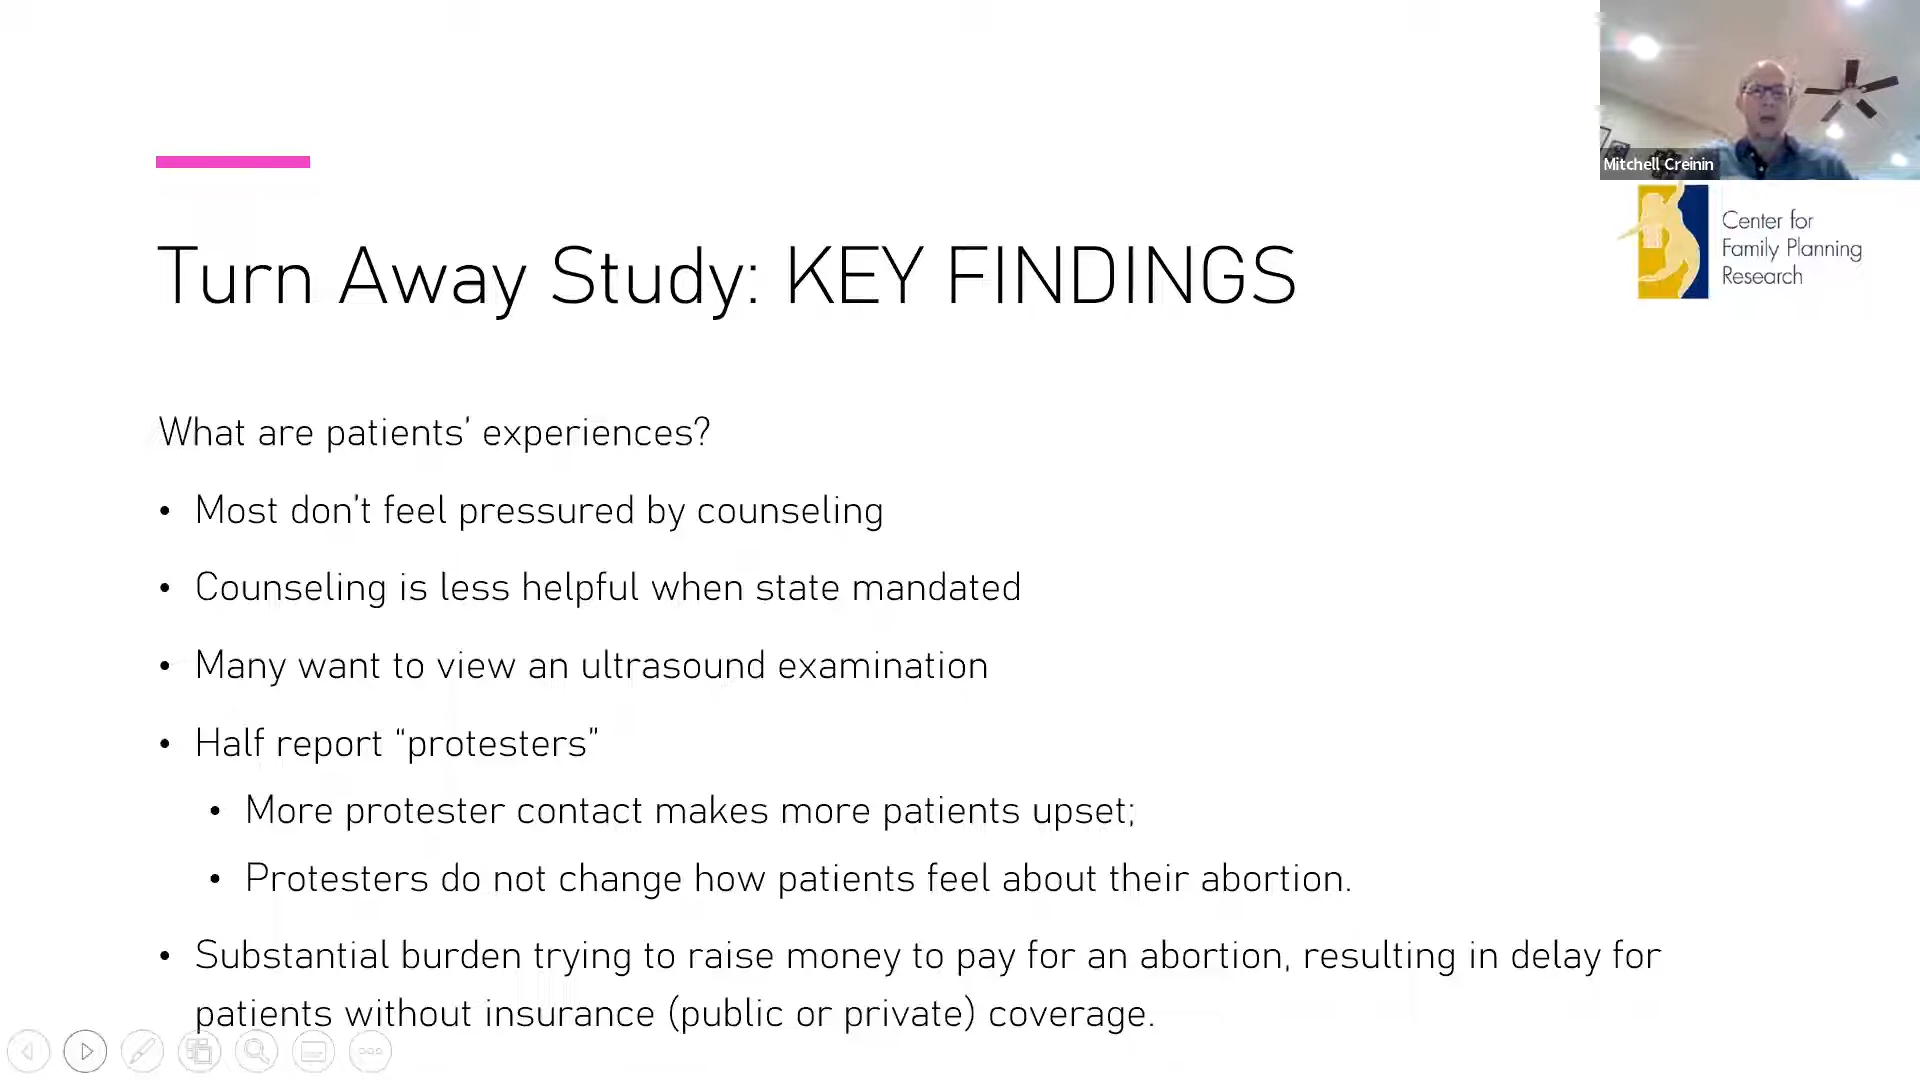 Mitchell Creinin
Center for
Family Planning
Research
Turn Away Study: KEY FINDINGS
What are patients’ experiences?
• Most don’t feel pressured by counseling
• Counseling is less helpful when state mandated
• Many want to view an ultrasound examination
• Half report “protesters”
• More protester contact makes more patients upset;
• Protesters do not change how patients feel about their abortion.
• Substantial burden trying to raise money to pay for an abortion, resulting in delay for
patients without insurance (public or private) coverage.